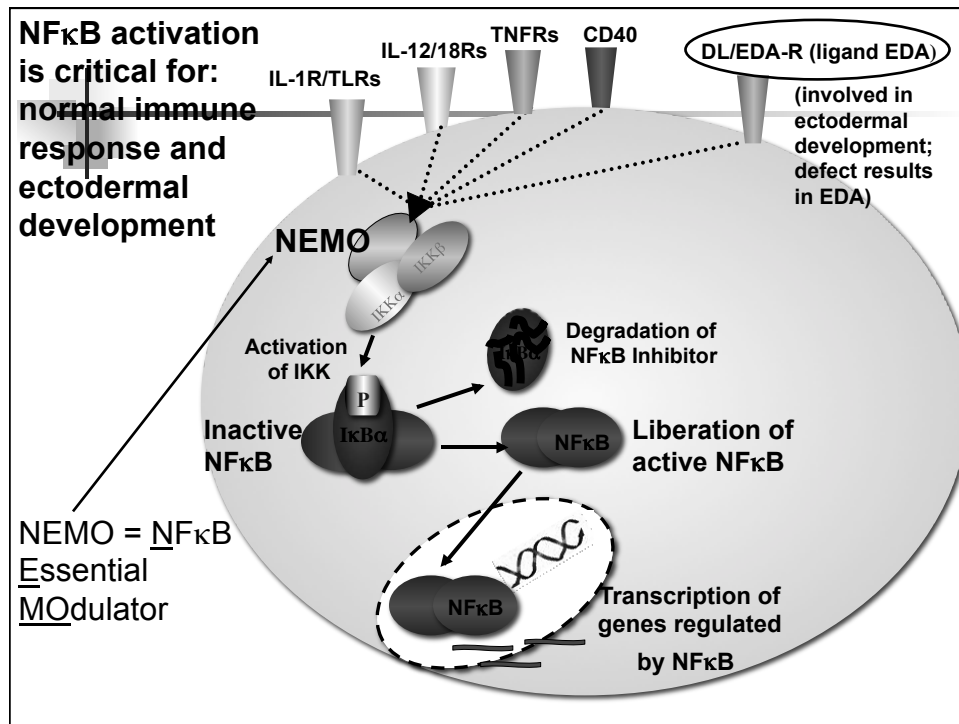 NFκB activation
is critical for:
normal immune
response and
ectodermal
development
IL-1R/TLRs
IL-12/18Rs
TNFRs
CD40
DL/EDA-R (ligand EDA)
(involved in
ectodermal
development;
defect results
in EDA)
NEMO
IKKβ
IKKα
Activation
of IKK
IκBα
Degradation of
NFκB Inhibitor
P
IκBα
Inactive
NFκB
NFκB
Liberation of
active NFκB
NEMO = NFκB
Essential
MOdulator
NFκB
Transcription of
genes regulated
by NFκB